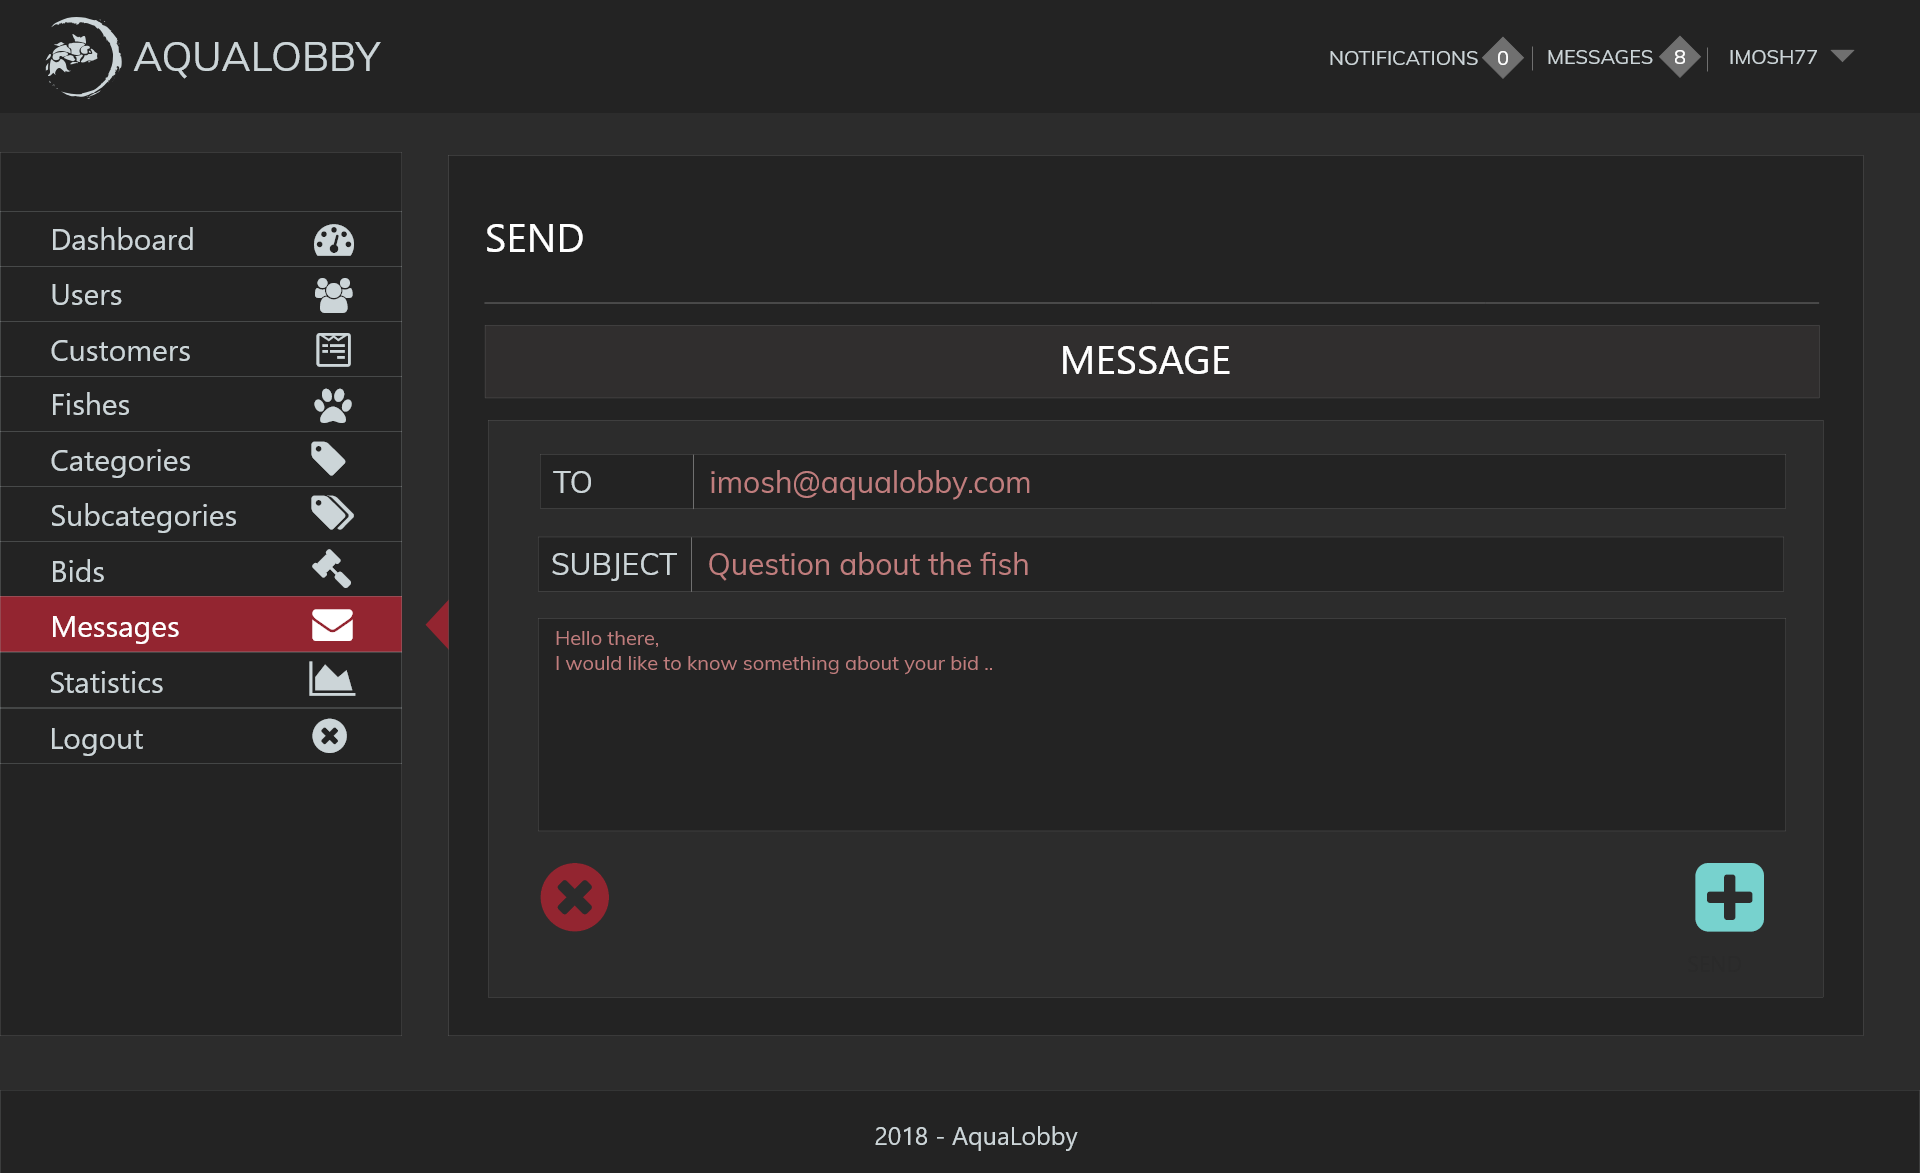 AQUALOBBY
NOTIFICATIONS 0
MESSAGES 8
IMOSH77
Dashboard
Users
Customers
Fishes
Categories
Subcategories
Bids
Messages
Statistics
Logout
SEND
MESSAGE
TO imosh@aqualobby.com
SUBJECT Question about the fish
Hello there,
I would like to know something about your bid ..
2018 - AquaLobby